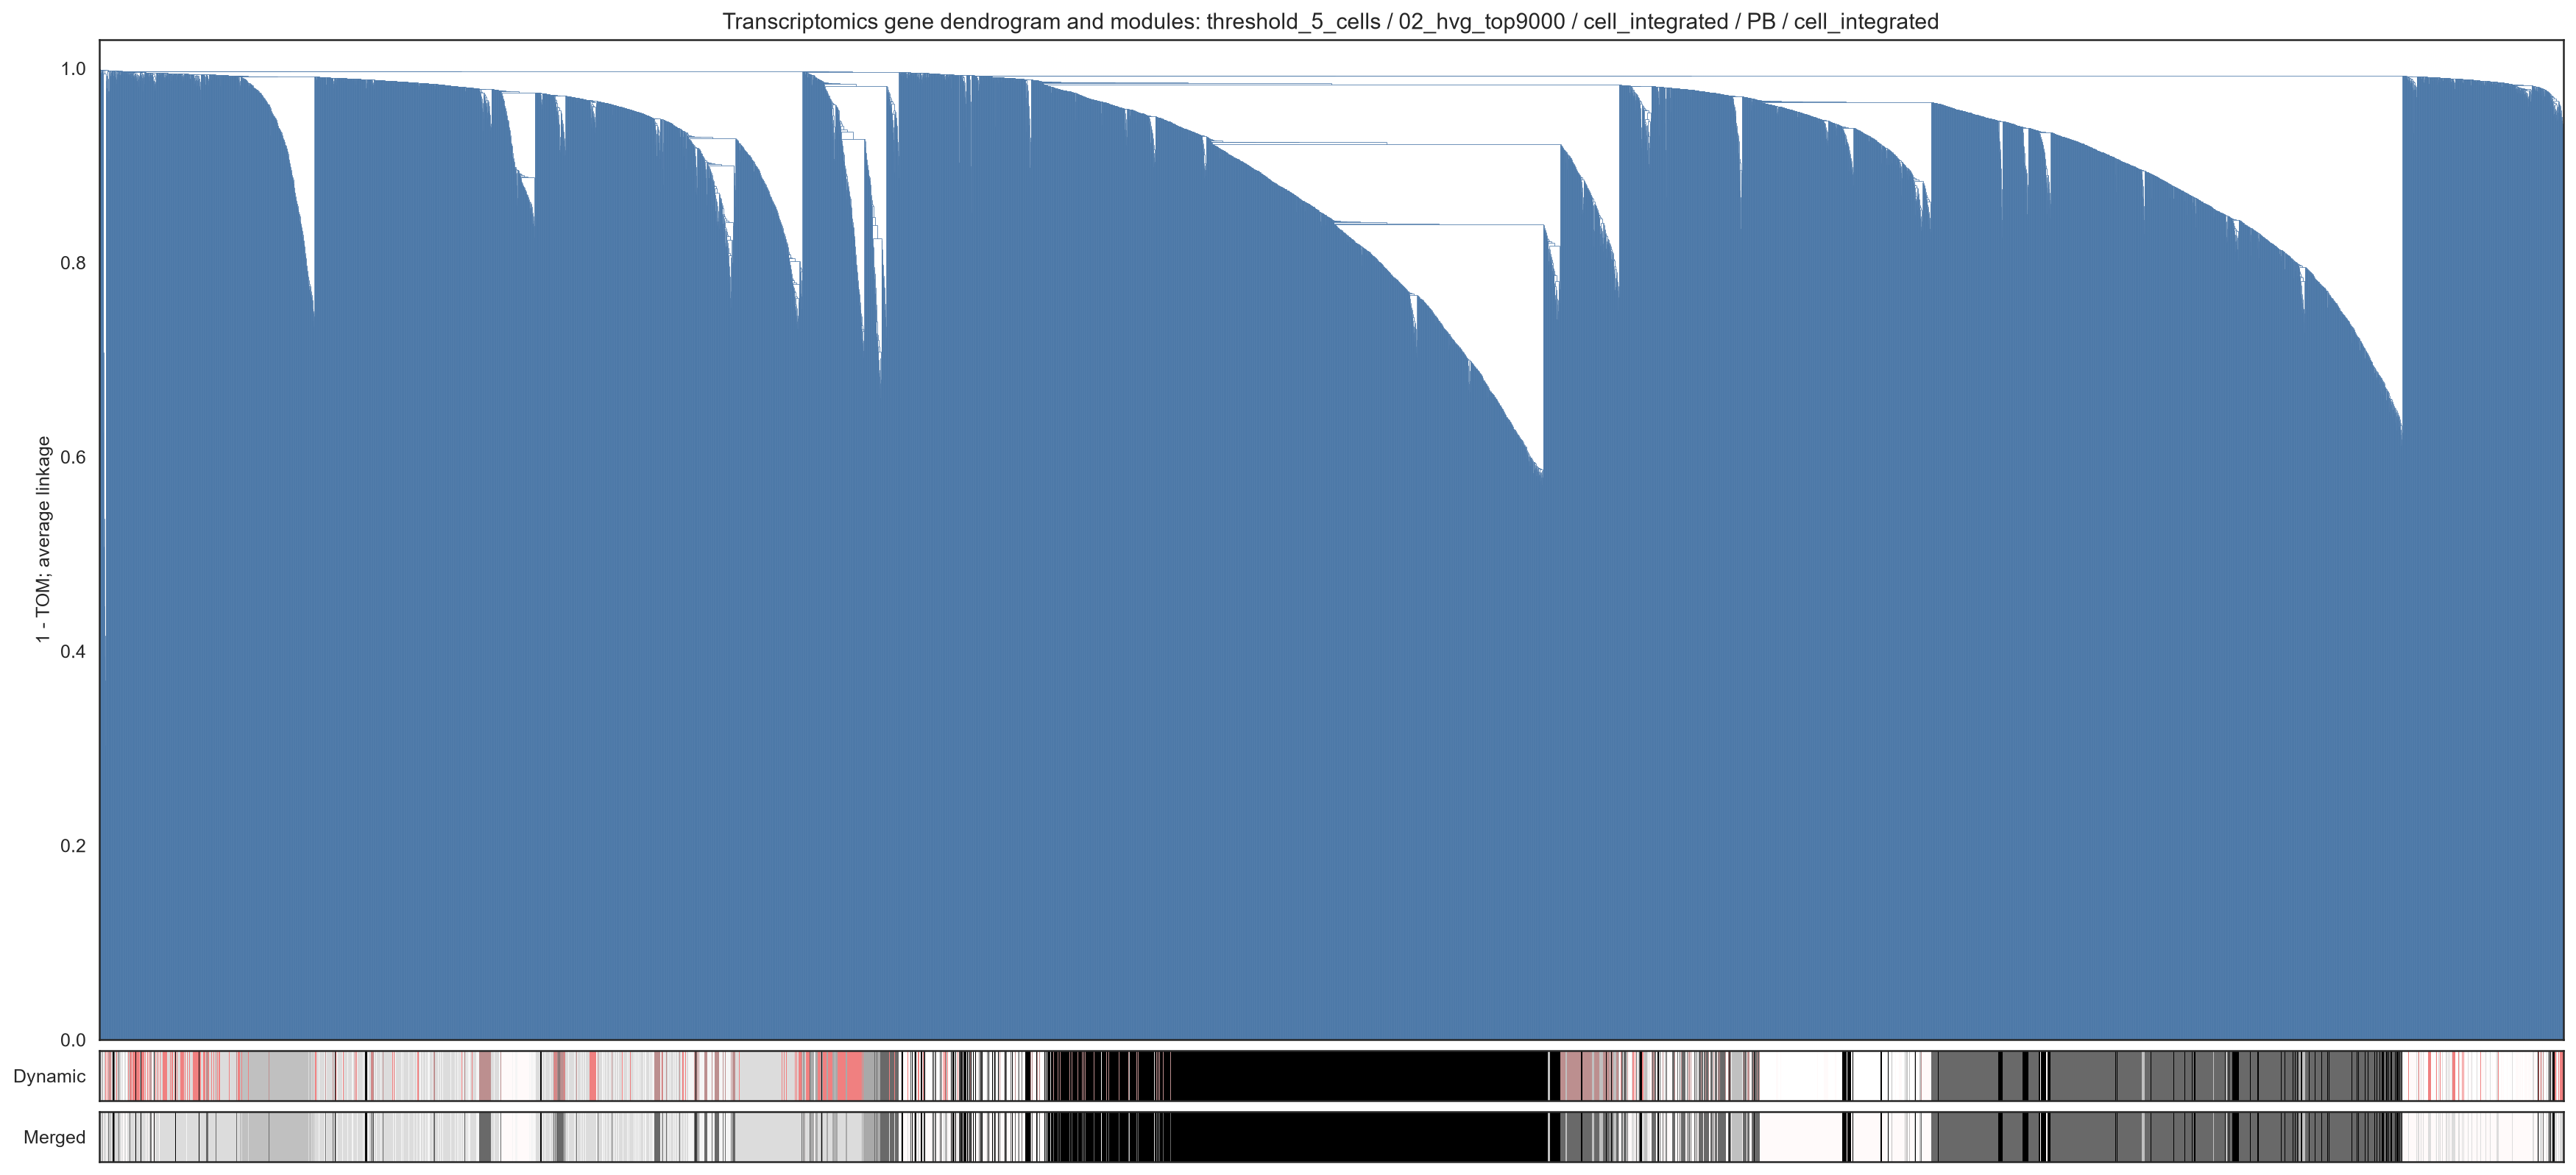 Transcriptomics gene dendrogram and modules: threshold_5_cells / 02_hvg_top9000 / cell_integrated / PB / cell_integrated
1.0
0.8
0.6
0.4
0.2
0.0
1 - TOM; average linkage
Dynamic
Merged